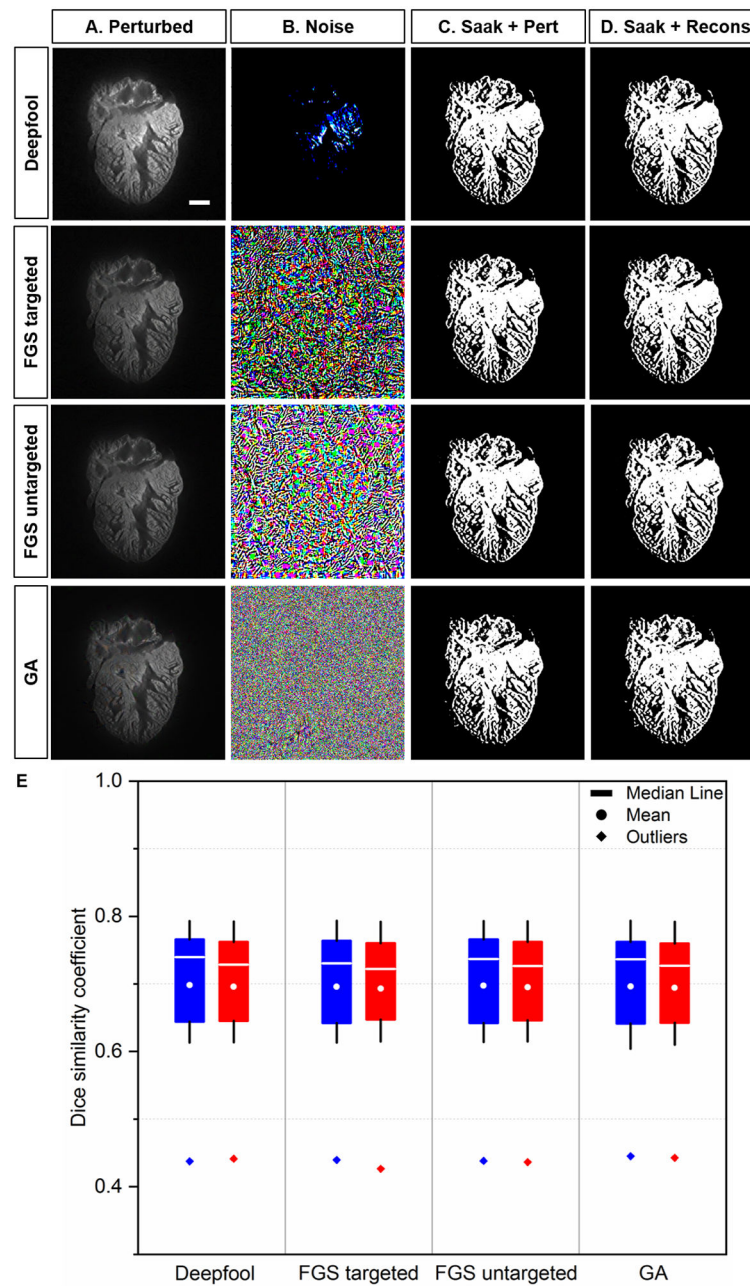 A. Perturbed
B. Noise
C. Saak + Pert
D. Saak + Recons
Deepfool
FGS targeted
FGS untargeted
GA
E
1.0
0.8
0.6
0.4
Dice similarity coefficient
Median Line
Mean
Outliers
Deepfool
FGS targeted
FGS untargeted
GA